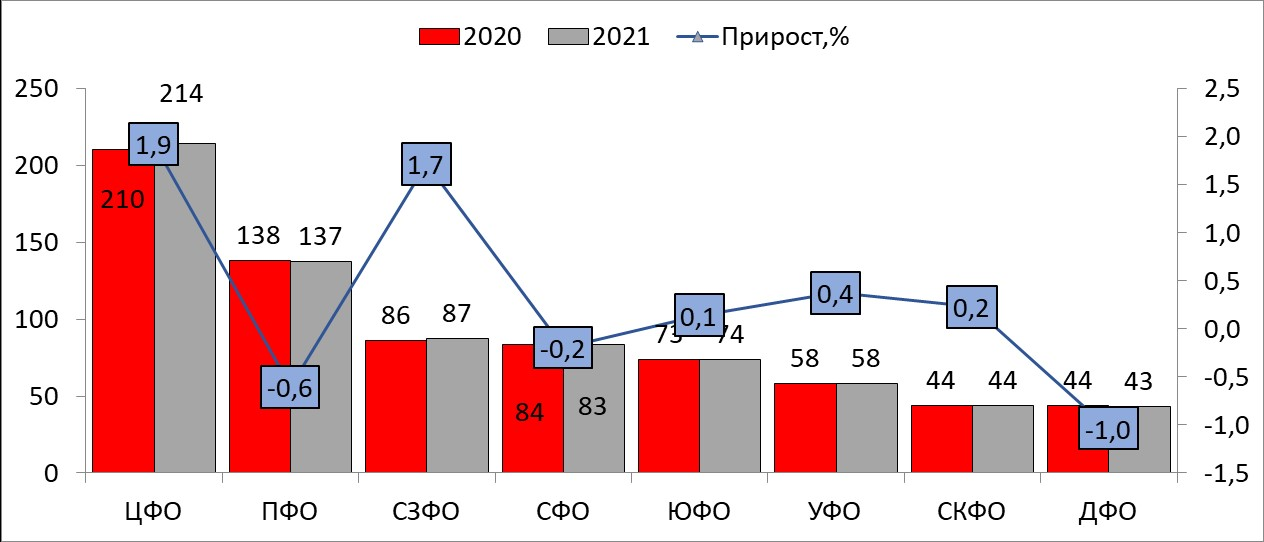 2020 2021 Прирост,%
250 214 2,5
200 210 1,9 1,7 2,0
150 138 137 1,5
100 86 87 1,0
50 -0,6 -0,2 84 83 0,1 73 74 0,4 58 58 0,2 44 44 44 43 -1,0 0,5
0 0,0
-0,5
-1,0
-1,5
ЦФО ПФО СЗФО СФО ЮФО УФО СКФО ДФО